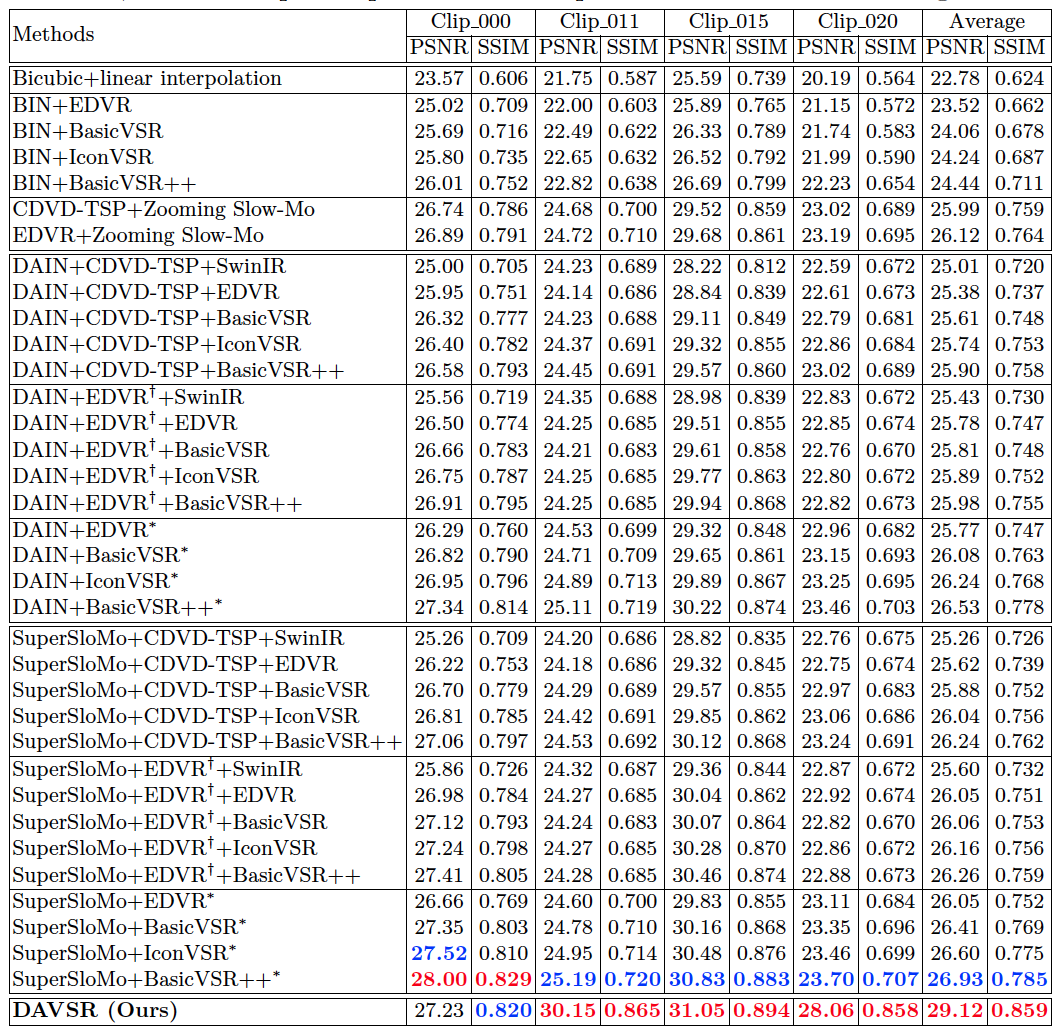 Methods Clip_000 Clip_011 Clip_015 Clip_020 Average
PSNR SSIM PSNR SSIM PSNR SSIM PSNR SSIM PSNR SSIM
Bicubic+linear interpolation 23.57 0.606 21.75 0.587 25.59 0.739 20.19 0.564 22.78 0.624
BIN+EDVR 25.02 0.709 22.00 0.603 25.89 0.765 21.15 0.572 23.52 0.662
BIN+BasicVSR 25.69 0.716 22.49 0.622 26.33 0.789 21.74 0.583 24.06 0.678
BIN+IconVSR 25.80 0.735 22.65 0.632 26.52 0.792 21.99 0.590 24.24 0.687
BIN+BasicVSR++ 26.01 0.752 22.82 0.638 26.69 0.799 22.23 0.654 24.44 0.711
CDVD-TSP+Zooming Slow-Mo 26.74 0.786 24.68 0.700 29.52 0.859 23.02 0.689 25.99 0.759
EDVR+Zooming Slow-Mo 26.89 0.791 24.72 0.710 29.68 0.861 23.19 0.695 26.12 0.764
DAIN+CDVD-TSP+SwinIR 25.00 0.705 24.23 0.689 28.22 0.812 22.59 0.672 25.01 0.720
DAIN+CDVD-TSP+EDVR 25.95 0.751 24.14 0.686 28.84 0.839 22.61 0.673 25.38 0.737
DAIN+CDVD-TSP+BasicVSR 26.32 0.777 24.23 0.688 29.11 0.849 22.79 0.681 25.61 0.748
DAIN+CDVD-TSP+IconVSR 26.40 0.782 24.37 0.691 29.32 0.855 22.86 0.684 25.74 0.753
DAIN+CDVD-TSP+BasicVSR++ 26.58 0.793 24.45 0.691 29.57 0.860 23.02 0.689 25.90 0.758
DAIN+EDVR†+SwinIR 25.56 0.719 24.35 0.688 28.98 0.839 22.83 0.672 25.43 0.730
DAIN+EDVR†+EDVR 26.50 0.774 24.25 0.685 29.51 0.855 22.85 0.674 25.78 0.747
DAIN+EDVR†+BasicVSR 26.66 0.783 24.21 0.683 29.61 0.858 22.76 0.670 25.81 0.748
DAIN+EDVR†+IconVSR 26.75 0.787 24.25 0.685 29.77 0.863 22.80 0.672 25.89 0.752
DAIN+EDVR†+BasicVSR++ 26.91 0.795 24.25 0.685 29.94 0.868 22.82 0.673 25.98 0.755
DAIN+EDVR* 26.29 0.760 24.53 0.699 29.32 0.848 22.96 0.682 25.77 0.747
DAIN+BasicVSR* 26.82 0.790 24.71 0.709 29.65 0.861 23.15 0.693 26.08 0.763
DAIN+IconVSR* 26.95 0.796 24.89 0.713 29.89 0.867 23.25 0.695 26.24 0.768
DAIN+BasicVSR++* 27.34 0.814 25.11 0.719 30.22 0.874 23.46 0.703 26.53 0.778
SuperSloMo+CDVD-TSP+SwinIR 25.26 0.709 24.20 0.686 28.82 0.835 22.76 0.675 25.26 0.726
SuperSloMo+CDVD-TSP+EDVR 26.22 0.753 24.18 0.686 29.32 0.845 22.75 0.674 25.62 0.739
SuperSloMo+CDVD-TSP+BasicVSR 26.70 0.779 24.29 0.689 29.57 0.855 22.97 0.683 25.88 0.752
SuperSloMo+CDVD-TSP+IconVSR 26.81 0.785 24.42 0.691 29.85 0.862 23.06 0.686 26.04 0.756
SuperSloMo+CDVD-TSP+BasicVSR++ 27.06 0.797 24.53 0.692 30.12 0.868 23.24 0.691 26.24 0.762
SuperSloMo+EDVR†+SwinIR 25.86 0.726 24.32 0.687 29.36 0.844 22.87 0.672 25.60 0.732
SuperSloMo+EDVR†+EDVR 26.98 0.784 24.27 0.685 30.04 0.862 22.92 0.674 26.05 0.751
SuperSloMo+EDVR†+BasicVSR 27.12 0.793 24.24 0.683 30.07 0.864 22.82 0.670 26.06 0.753
SuperSloMo+EDVR†+IconVSR 27.24 0.798 24.27 0.685 30.28 0.870 22.86 0.672 26.16 0.756
SuperSloMo+EDVR†+BasicVSR++ 27.41 0.805 24.28 0.685 30.46 0.874 22.88 0.673 26.26 0.759
SuperSloMo+EDVR* 26.66 0.769 24.60 0.700 29.83 0.855 23.11 0.684 26.05 0.752
SuperSloMo+BasicVSR* 27.35 0.803 24.78 0.710 30.16 0.868 23.35 0.696 26.41 0.769
SuperSloMo+IconVSR* 27.52 0.810 24.95 0.714 30.48 0.876 23.46 0.699 26.60 0.775
SuperSloMo+BasicVSR++* 28.00 0.829 25.19 0.720 30.83 0.883 23.70 0.707 26.93 0.785
DAVSR (Ours) 27.23 0.820 30.15 0.865 31.05 0.894 28.06 0.858 29.12 0.859